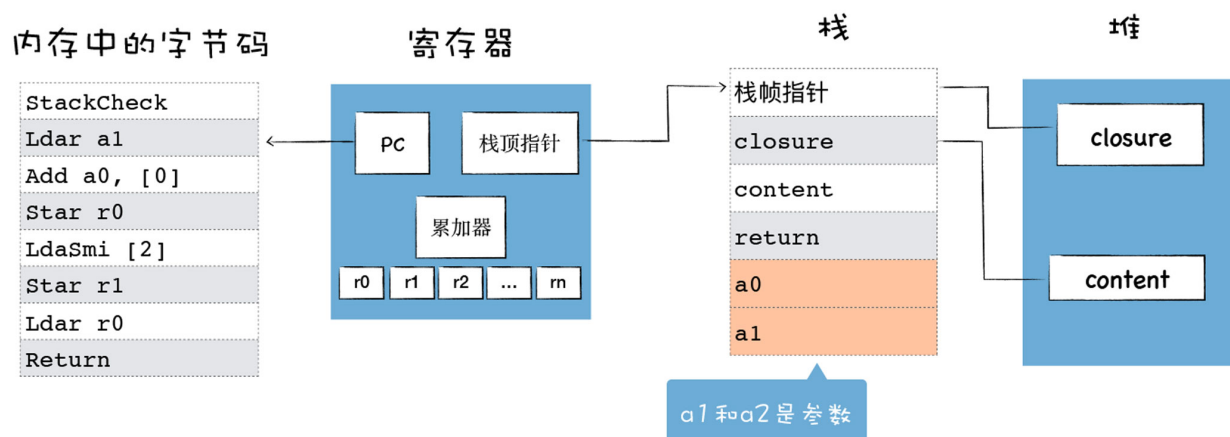 内存中的字节码
StackCheck
Ldar a1
Add a0, [0]
Star r0
LdaSmi [2]
Star r1
Ldar r0
Return
寄存器
PC
栈顶指针
累加器
r0 r1 r2 ... rn
栈
栈帧指针
closure
content
return
a0
a1
a1和a2是参数
堆
closure
content